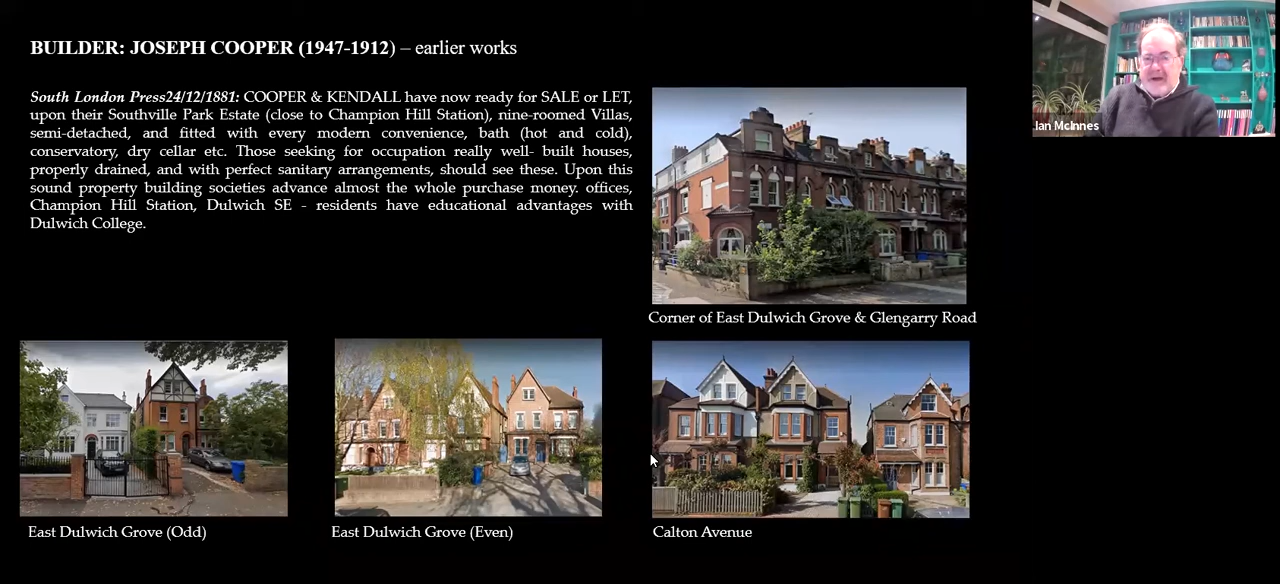 BUILDER: JOSEPH COOPER (1947-1912) – earlier works
South London Press24/12/1881: COOPER & KENDALL have now ready for SALE or LET,
upon their Southville Park Estate (close to Champion Hill Station), nine-roomed Villas,
semi-detached, and fitted with every modern convenience, bath (hot and cold),
conservatory, dry cellar etc. Those seeking for occupation really well- built houses,
properly drained, and with perfect sanitary arrangements, should see these. Upon this
sound property building societies advance almost the whole purchase money. offices,
Champion Hill Station, Dulwich SE - residents have educational advantages with
Dulwich College.
Ian McInnes
Corner of East Dulwich Grove & Glengarry Road
East Dulwich Grove (Odd)
East Dulwich Grove (Even)
Calton Avenue